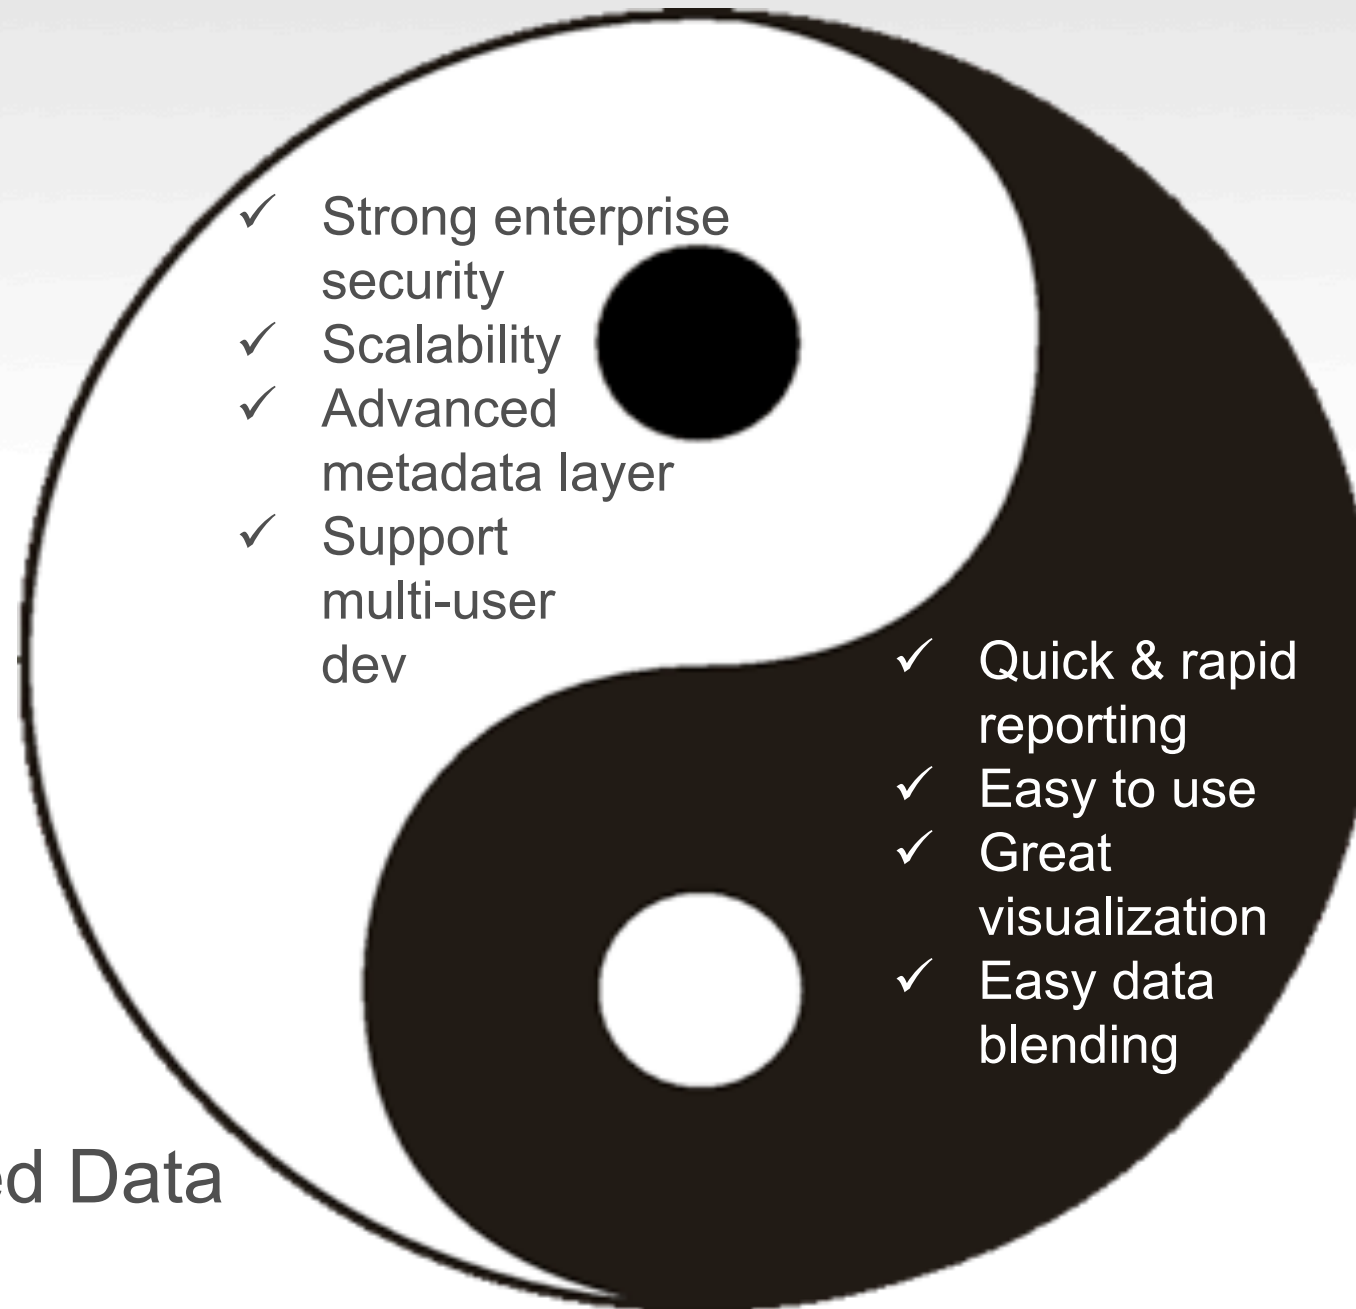 ✓ Strong enterprise
security
✓ Scalability
✓ Advanced
metadata layer
✓ Support
multi-user
dev
✓ Quick & rapid
reporting
✓ Easy to use
✓ Great
visualization
✓ Easy data
blending
Data